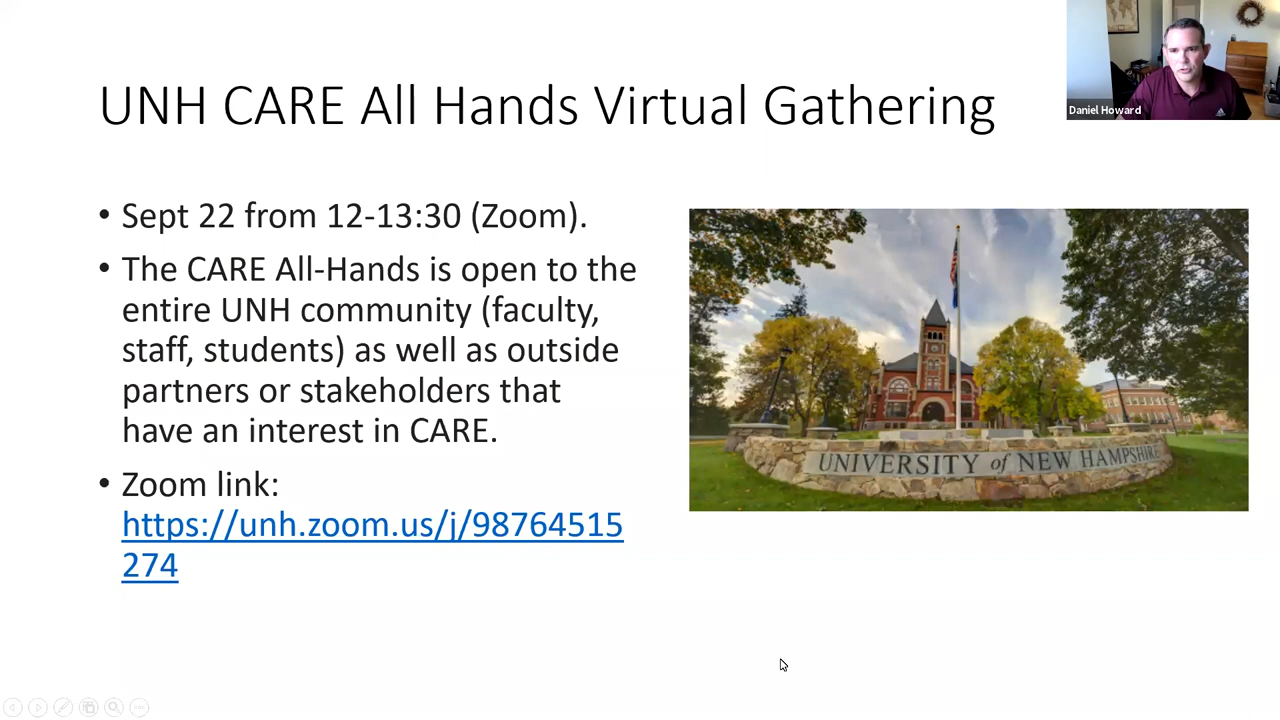 UNH CARE All Hands Virtual Gathering
Daniel Howard
• Sept 22 from 12-13:30 (Zoom).
• The CARE All-Hands is open to the
entire UNH community (faculty,
staff, students) as well as outside
partners or stakeholders that
have an interest in CARE.
• Zoom link:
https://unh.zoom.us/j/98764515
274
UNIVERSITY of NEW HAMPSHIRE